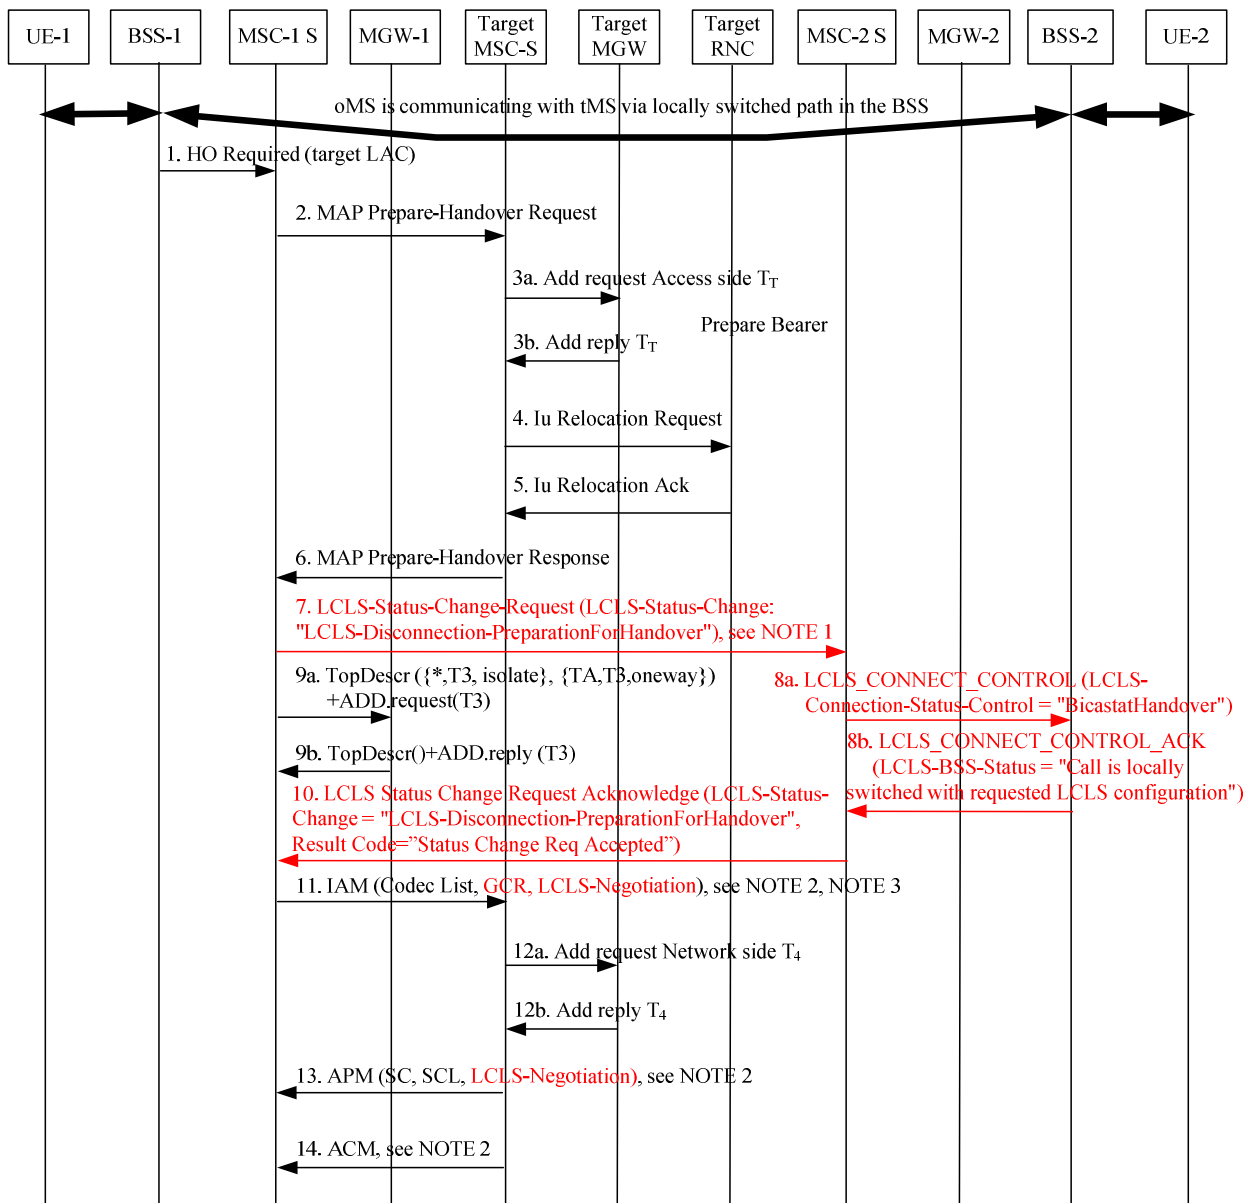 UE-1
BSS-1
MSC-1 S
MGW-1
Target
MSC-S
Target
MGW
Target
RNC
MSC-2 S
MGW-2
BSS-2
UE-2
oMS is communicating with tMS via locally switched path in the BSS
1. HO Required (target LAC)
2. MAP Prepare-Handover Request
3a. Add request Access side TT
Prepare Bearer
3b. Add reply TT
4. Iu Relocation Request
5. Iu Relocation Ack
6. MAP Prepare-Handover Response
7. LCLS-Status-Change-Request (LCLS-Status-Change:
"LCLS-Disconnection-PreparationForHandover"), see NOTE 1
9a. TopDescr ({*,T3, isolate}, {TA,T3,oneway})
+ADD.request(T3)
8a. LCLS_CONNECT_CONTROL (LCLS-
Connection-Status-Control = "BicastatHandover")
9b. TopDescr()+ADD.reply (T3)
8b. LCLS_CONNECT_CONTROL_ACK
(LCLS-BSS-Status = "Call is locally
switched with requested LCLS configuration")
10. LCLS Status Change Request Acknowledge (LCLS-Status-
Change = "LCLS-Disconnection-PreparationForHandover",
Result Code=”Status Change Req Accepted”)
11. IAM (Codec List, GCR, LCLS-Negotiation), see NOTE 2, NOTE 3
12a. Add request Network side T4
12b. Add reply T4
13. APM (SC, SCL, LCLS-Negotiation), see NOTE 2
14. ACM, see NOTE 2